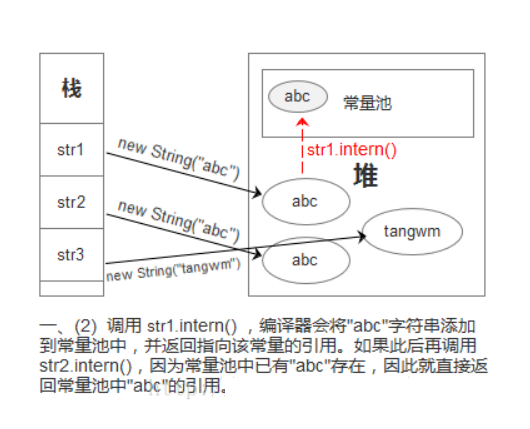 栈
str1
str2
str3
new String("abc")
new String("abc")
new String("tangwm")
abc
常量池
str1.intern()
堆
abc
tangwm
abc
一、(2) 调用 str1.intern() ，编译器会将"abc"字符串添加
到常量池中，并返回指向该常量的引用。如果此后再调用
str2.intern()，因为常量池中已有"abc"存在，因此就直接返
回常量池中"abc"的引用。